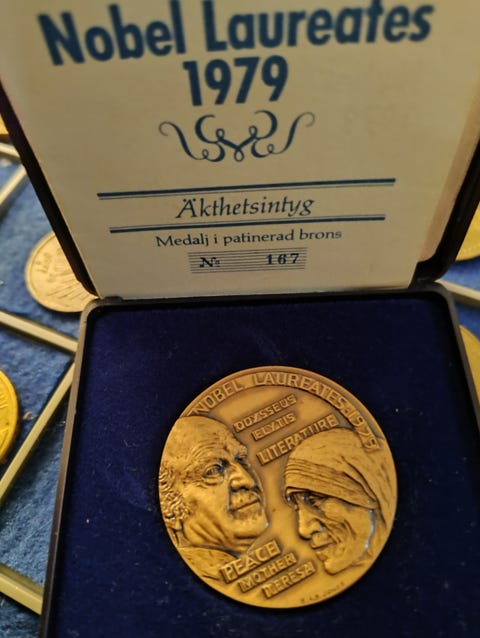 Nobel Laureates
1979
Äkthetsintyg
Medalj i patinerad brons
№ 167
NOBEL LAUREATES·1979
ODYSSEUS
ELYTIS
LITERATURE
PEACE
MOTHER
TERESA